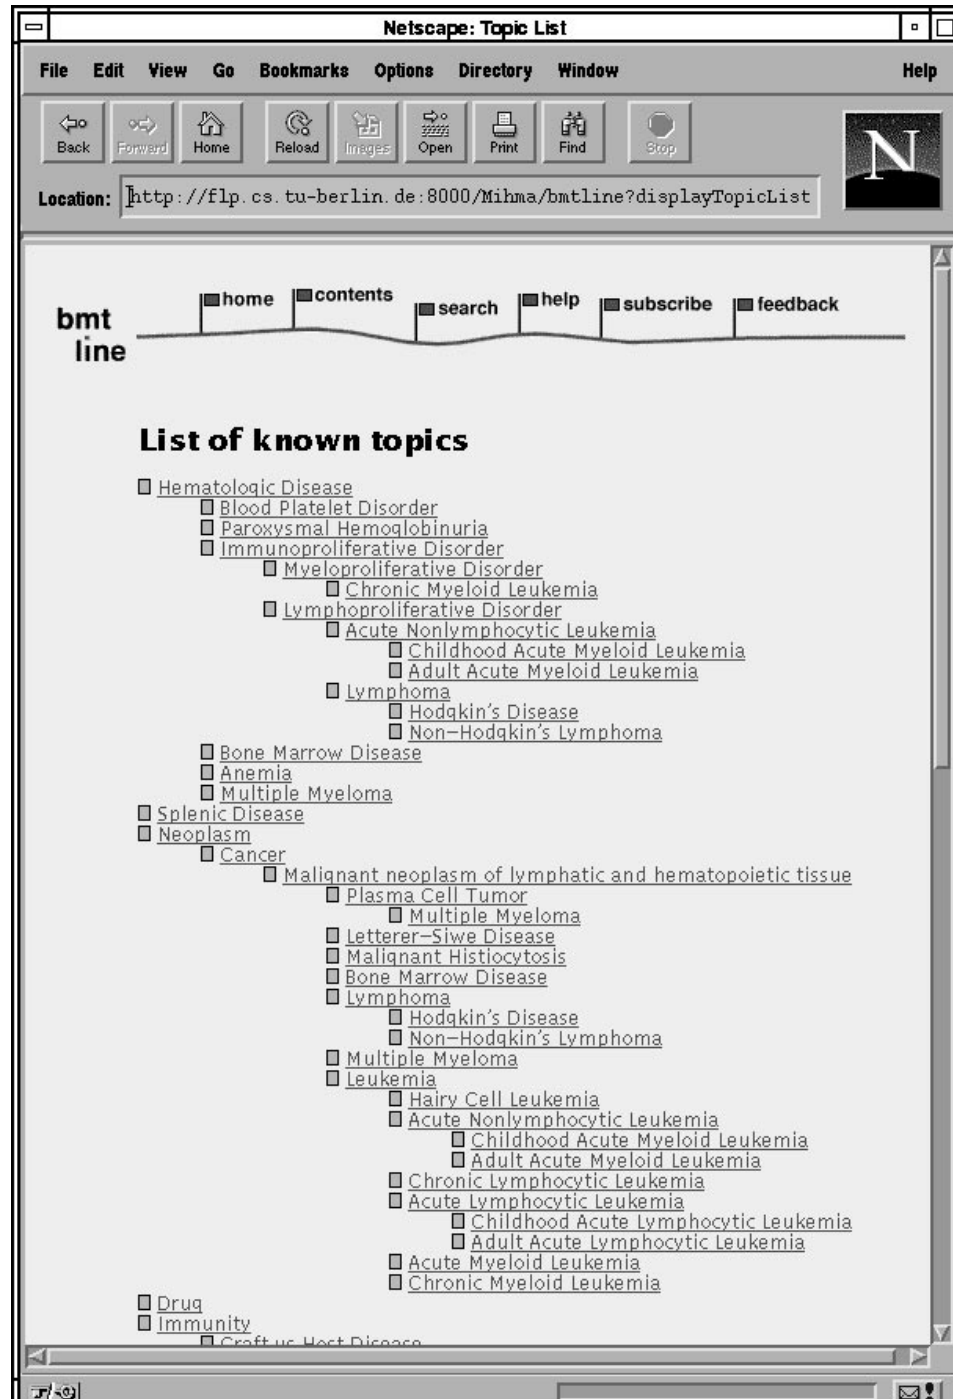 Netscape: Topic List
File Edit View Go Bookmarks Options Directory Window Help
Back Forward Home Reload Images Open Print Find Stop
N
Location: http://flp.cs.tu-berlin.de:8000/Mihma/bmtline?displayTopicList
home contents search help subscribe feedback
bmt
line
List of known topics
Hematologic Disease
Blood Platelet Disorder
Paroxysmal Hemoglobinuria
Immunoproliferative Disorder
Myeloproliferative Disorder
Chronic Myeloid Leukemia
Lymphoproliferative Disorder
Acute Nonlymphocytic Leukemia
Childhood Acute Myeloid Leukemia
Adult Acute Myeloid Leukemia
Lymphoma
Hodgkin's Disease
Non-Hodgkin's Lymphoma
Bone Marrow Disease
Anemia
Multiple Myeloma
Splenic Disease
Neoplasm
Cancer
Malignant neoplasm of lymphatic and hematopoietic tissue
Plasma Cell Tumor
Multiple Myeloma
Letterer-Siwe Disease
Malignant Histiocytosis
Bone Marrow Disease
Lymphoma
Hodgkin's Disease
Non-Hodgkin's Lymphoma
Multiple Myeloma
Leukemia
Hairy Cell Leukemia
Acute Nonlymphocytic Leukemia
Childhood Acute Myeloid Leukemia
Adult Acute Myeloid Leukemia
Chronic Lymphocytic Leukemia
Acute Lymphocytic Leukemia
Childhood Acute Lymphocytic Leukemia
Adult Acute Lymphocytic Leukemia
Acute Myeloid Leukemia
Chronic Myeloid Leukemia
Drug
Immunity
Host Disease